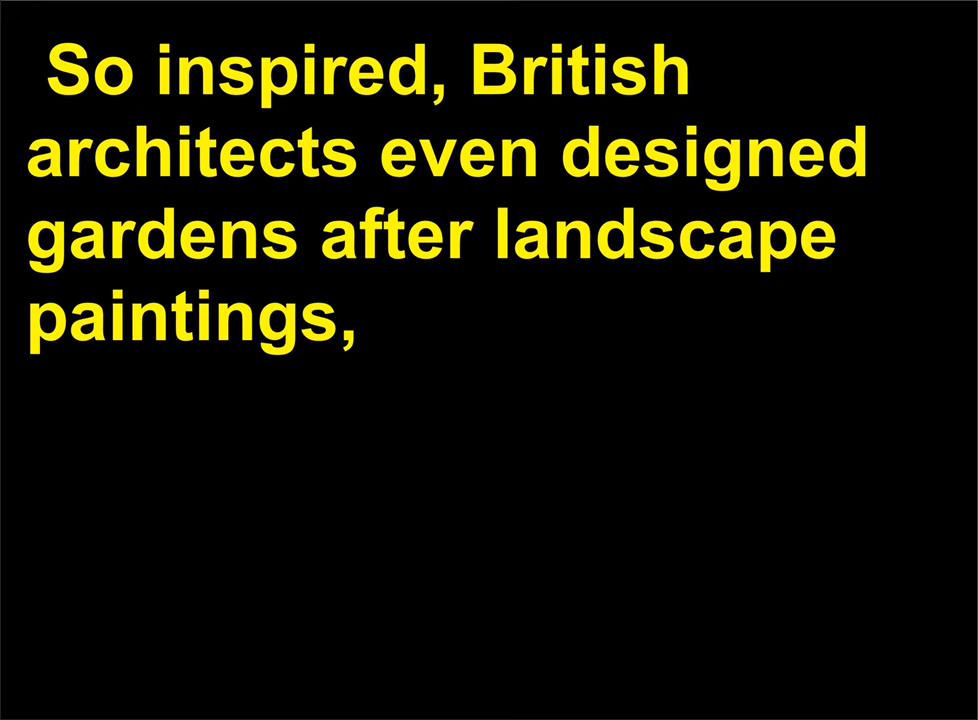 So inspired, British
architects even designed
gardens after landscape
paintings,